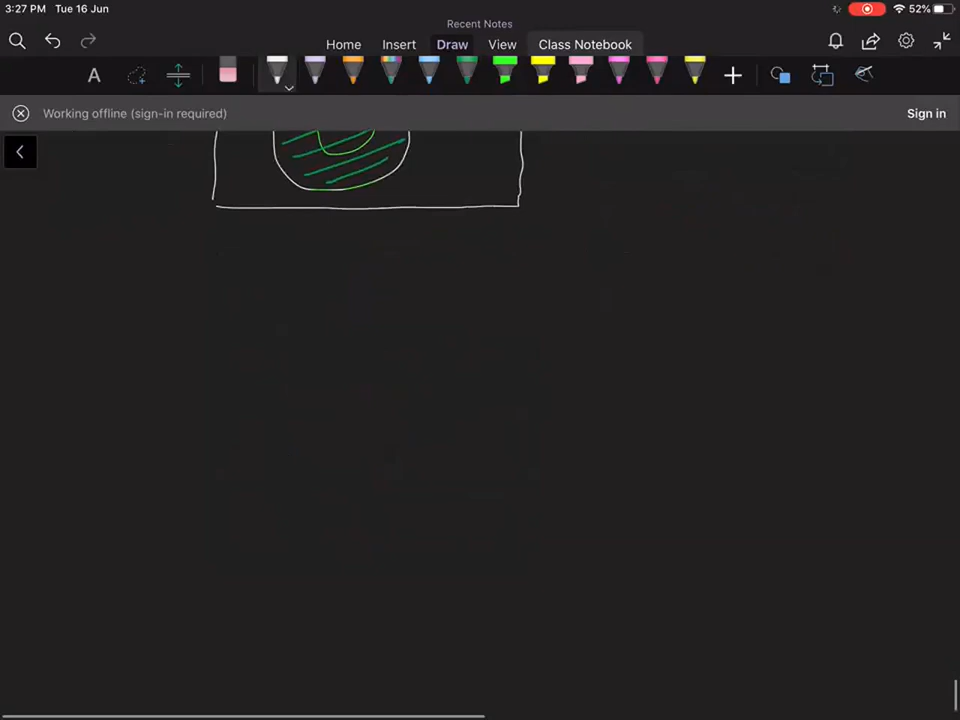 3:27 PM Tue 16 Jun
52%
Recent Notes
Home Insert Draw View Class Notebook
A
Working offline (sign-in required)
Sign in